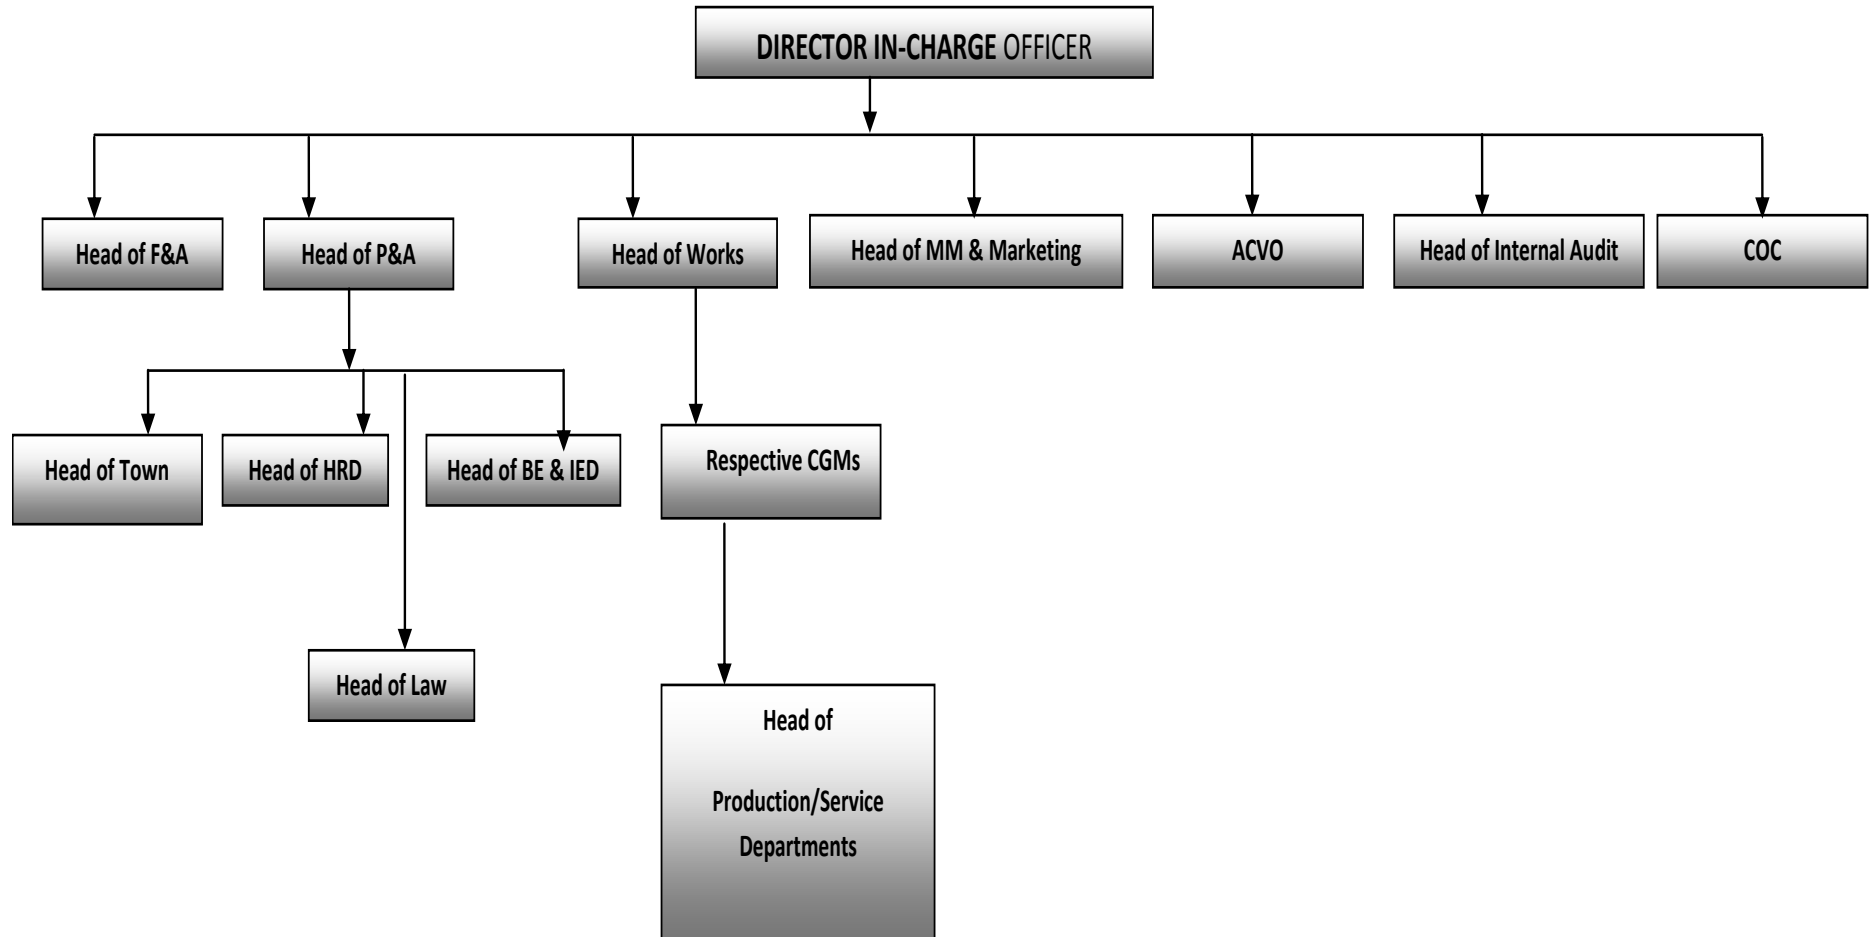 DIRECTOR IN-CHARGE OFFICER
Head of F&A
Head of P&A
Head of Works
Head of MM & Marketing
ACVO
Head of Internal Audit
COC
Head of Town
Head of HRD
Head of BE & IED
Respective CGMs
Head of Law
Head of
Production/Service
Departments